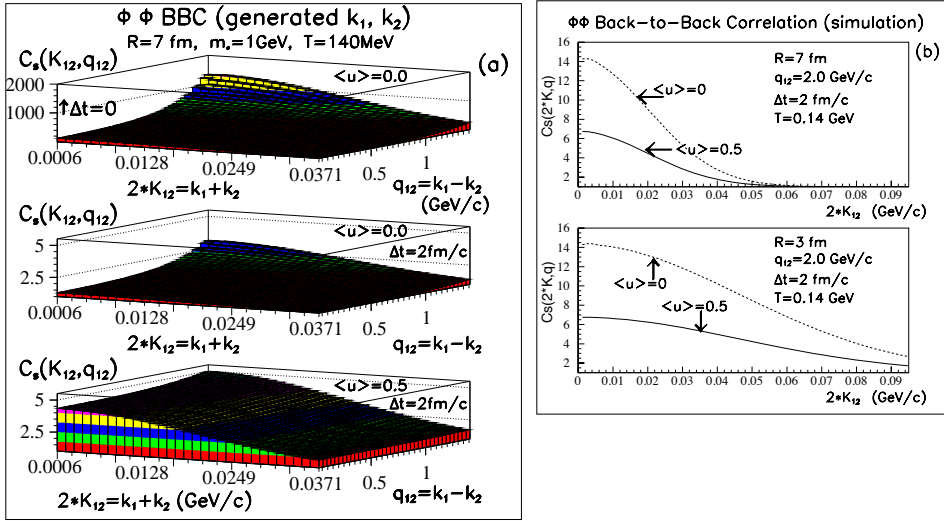 ϕ ϕ BBC (generated k₁, k₂)
R=7 fm, m*=1GeV, T=140MeV
(a)
Cₛ(K₁₂,q₁₂)
<u>=0.0
2000
1000
↑Δt=0
0.0006
0.0128
0.0249
0.0371
0.5
1
2*K₁₂=k₁+k₂
q₁₂=k₁−k₂
(GeV/c)
Cₛ(K₁₂,q₁₂)
<u>=0.0
Δt=2fm/c
5
2.5
0.0006
0.0128
0.0249
0.0371
0.5
1
2*K₁₂=k₁+k₂
q₁₂=k₁−k₂
Cₛ(K₁₂,q₁₂)
<u>=0.5
Δt=2fm/c
5
2.5
0.0006
0.0128
0.0249
0.0371
0.5
1
2*K₁₂=k₁+k₂ (GeV/c)
q₁₂=k₁−k₂
ϕϕ Back-to-Back Correlation (simulation)
(b)
Cs(2*K,q)
16
14
12
10
8
6
4
2
R=7 fm
q₁₂=2.0 GeV/c
Δt=2 fm/c
T=0.14 GeV
<u>=0
<u>=0.5
0 0.01 0.02 0.03 0.04 0.05 0.06 0.07 0.08 0.09
2*K₁₂ (GeV/c)
Cs(2*K,q)
16
14
12
10
8
6
4
2
R=3 fm
q₁₂=2.0 GeV/c
Δt=2 fm/c
T=0.14 GeV
<u>=0
<u>=0.5
0 0.01 0.02 0.03 0.04 0.05 0.06 0.07 0.08 0.09
2*K₁₂ (GeV/c)